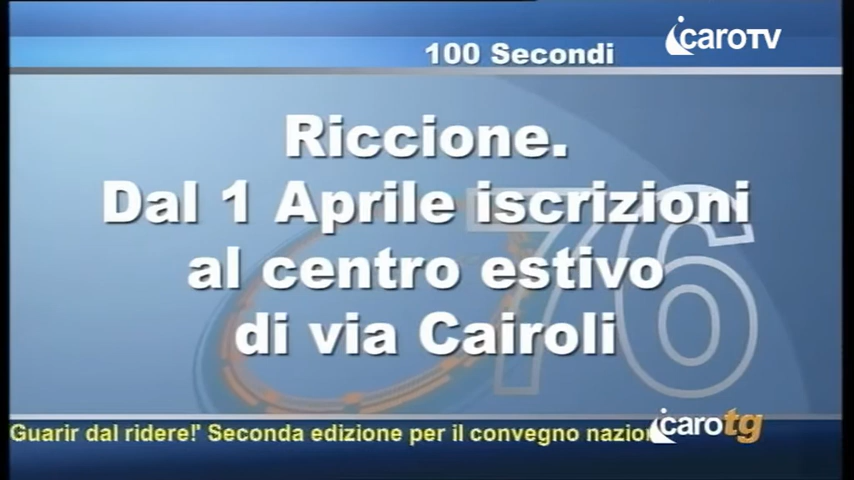 100 Secondi
icaroTV
Riccione.
Dal 1 Aprile iscrizioni
al centro estivo
di via Cairoli
76
Guarir dal ridere!' Seconda edizione per il convegno nazion
icarotg